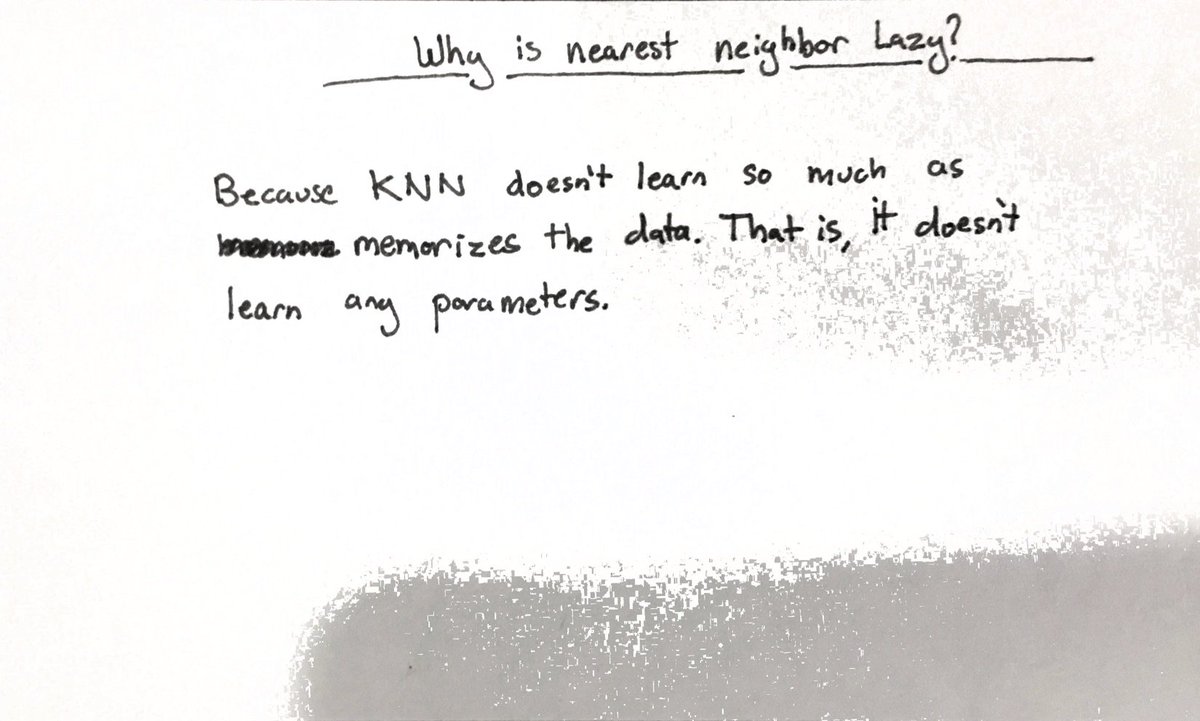 Why is nearest neighbor Lazy?
Because KNN doesn't learn so much as
memorizes the data. That is, it doesn't
learn any parameters.